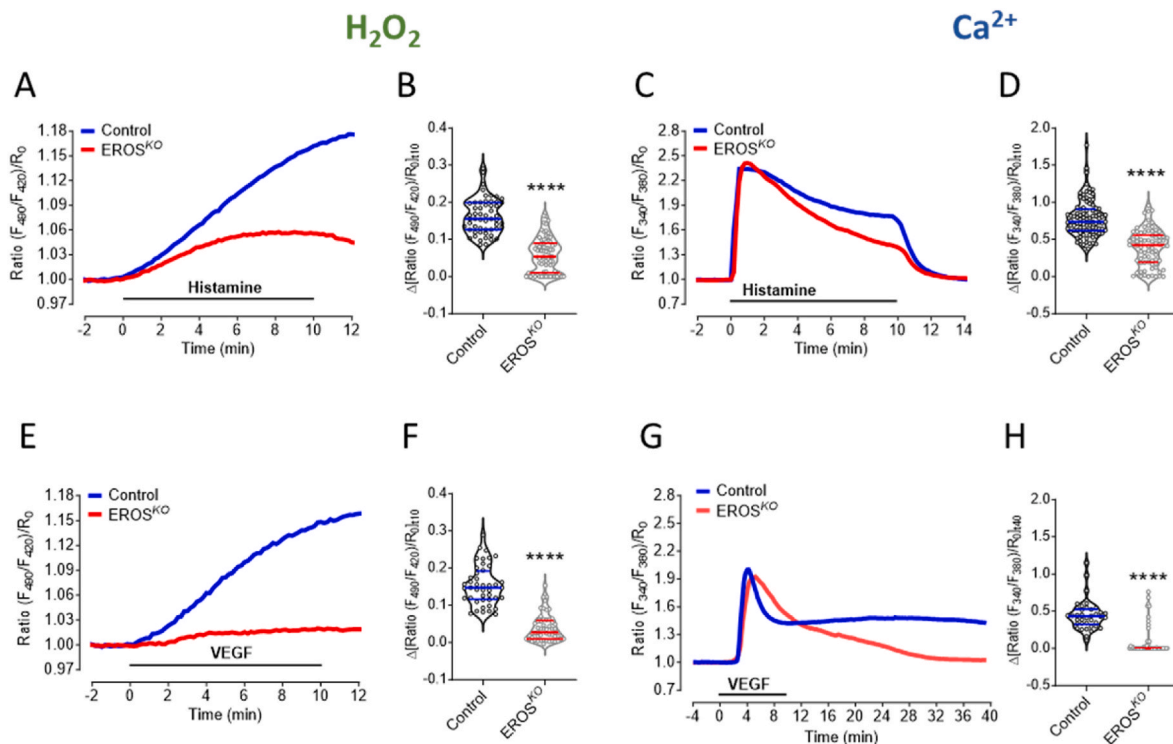 H₂O₂
Ca²⁺
A
Ratio (F₄₉₀/F₄₂₀)/R₀
1.18
1.15
1.12
1.09
1.06
1.03
1.00
0.97
Control
EROSᴷᴼ
Histamine
-2 0 2 4 6 8 10 12
Time (min)
B
Δ[Ratio (F₄₉₀/F₄₂₀)/R₀]t10
0.4
0.3
0.2
0.1
0.0
-0.1
****
Control
EROSᴷᴼ
C
Ratio (F₃₄₀/F₃₈₀)/R₀
2.8
2.4
2.1
1.7
1.4
1.0
0.7
Control
EROSᴷᴼ
Histamine
-2 0 2 4 6 8 10 12 14
Time (min)
D
Δ[Ratio (F₃₄₀/F₃₈₀)/R₀]t10
2.0
1.5
1.0
0.5
0.0
-0.5
****
Control
EROSᴷᴼ
E
Ratio (F₄₉₀/F₄₂₀)/R₀
1.18
1.15
1.12
1.09
1.06
1.03
1.00
0.97
Control
EROSᴷᴼ
VEGF
-2 0 2 4 6 8 10 12
Time (min)
F
Δ[Ratio (F₄₉₀/F₄₂₀)/R₀]t10
0.4
0.3
0.2
0.1
0.0
-0.1
****
Control
EROSᴷᴼ
G
Ratio (F₃₄₀/F₃₈₀)/R₀
2.8
2.4
2.1
1.7
1.4
1.0
0.7
Control
EROSᴷᴼ
VEGF
-4 0 4 8 12 16 20 24 28 32 36 40
Time (min)
H
Δ[Ratio (F₃₄₀/F₃₈₀)/R₀]t40
2.0
1.5
1.0
0.5
0.0
-0.5
****
Control
EROSᴷᴼ